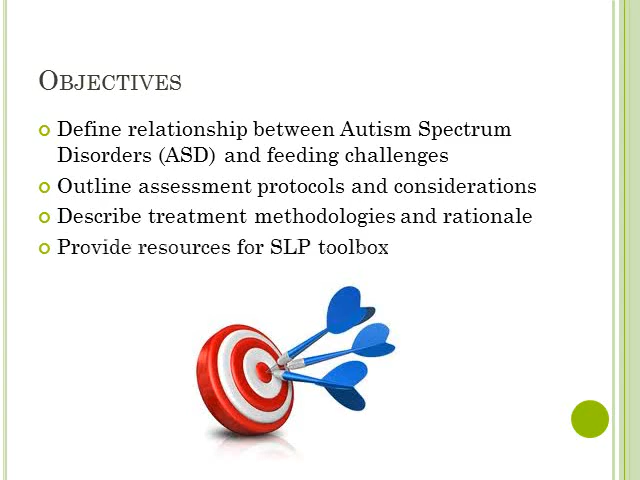 OBJECTIVES
Define relationship between Autism Spectrum
Disorders (ASD) and feeding challenges
Outline assessment protocols and considerations
Describe treatment methodologies and rationale
Provide resources for SLP toolbox